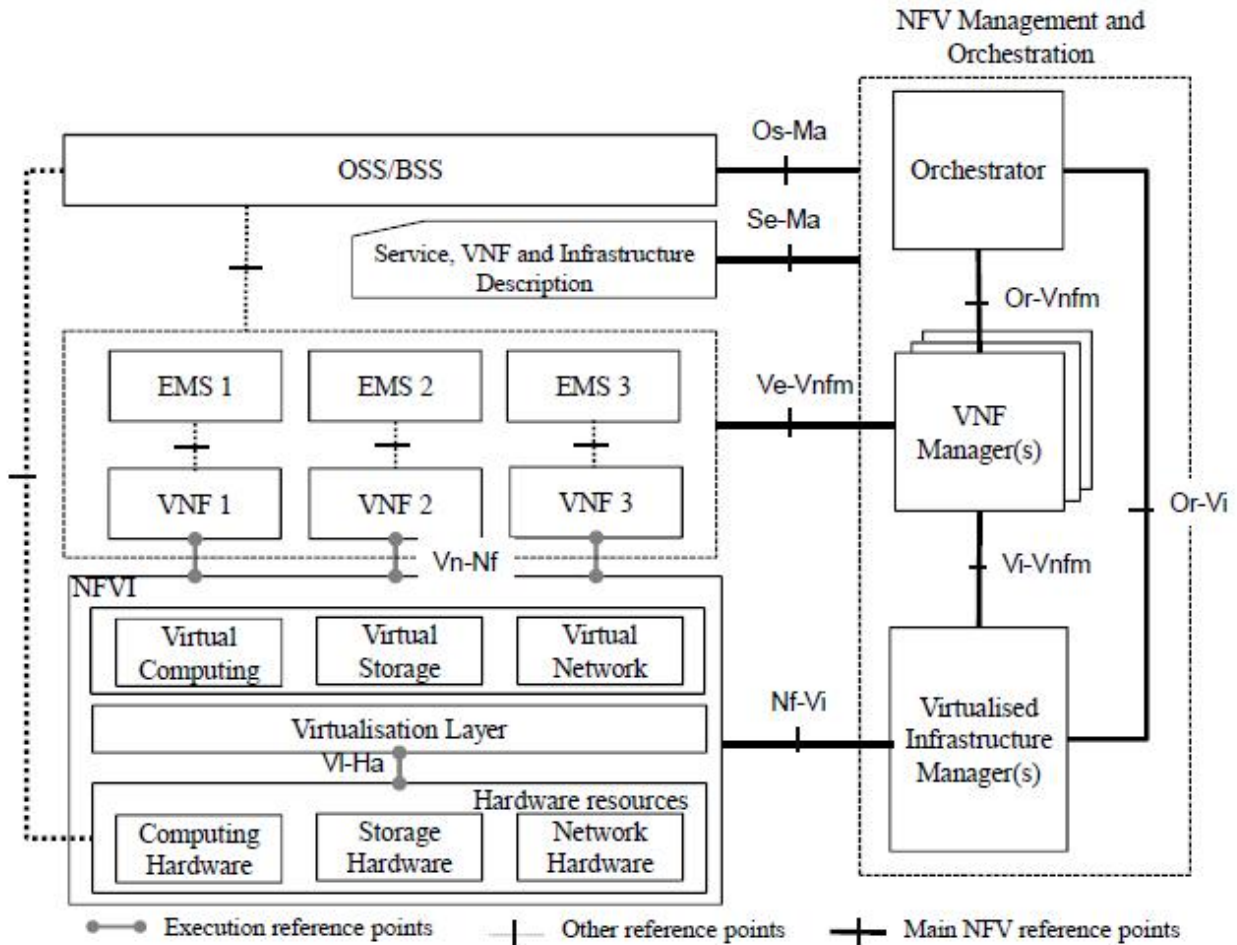 NFV Management and
Orchestration
Os-Ma
OSS/BSS
Orchestrator
Se-Ma
Service, VNF and Infrastructure
Description
Or-Vnfm
EMS 1
EMS 2
EMS 3
Ve-Vnfm
VNF
Manager(s)
VNF 1
VNF 2
VNF 3
Or-Vi
Vn-Nf
Vi-Vnfm
NFVI
Virtual
Computing
Virtual
Storage
Virtual
Network
Nf-Vi
Virtualised
Infrastructure
Manager(s)
Virtualisation Layer
Vl-Ha
Hardware resources
Computing
Hardware
Storage
Hardware
Network
Hardware
Execution reference points
Other reference points
Main NFV reference points